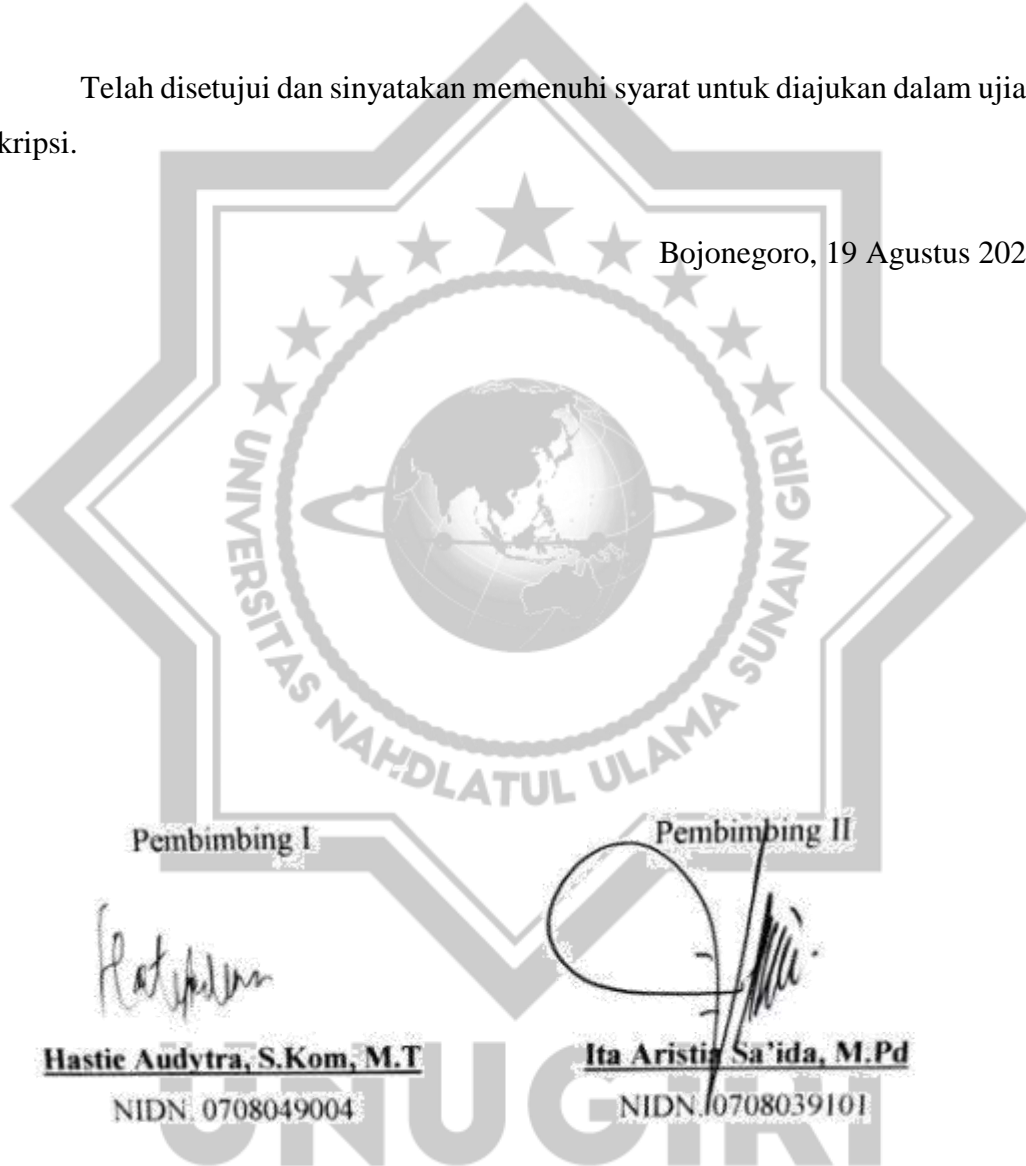 Telah disetujui dan sinyatakan memenuhi syarat untuk diajukan dalam ujia
kripsi.
Bojonegoro, 19 Agustus 202
UNIVERSITAS NAHDLATUL ULAMA SUNAN GIRI
Pembimbing I
Pembimbing II
Hastie Audytra, S.Kom, M.T
Ita Aristia Sa'ida, M.Pd
NIDN. 0708049004
NIDN. 0708039101
UNUGIRI